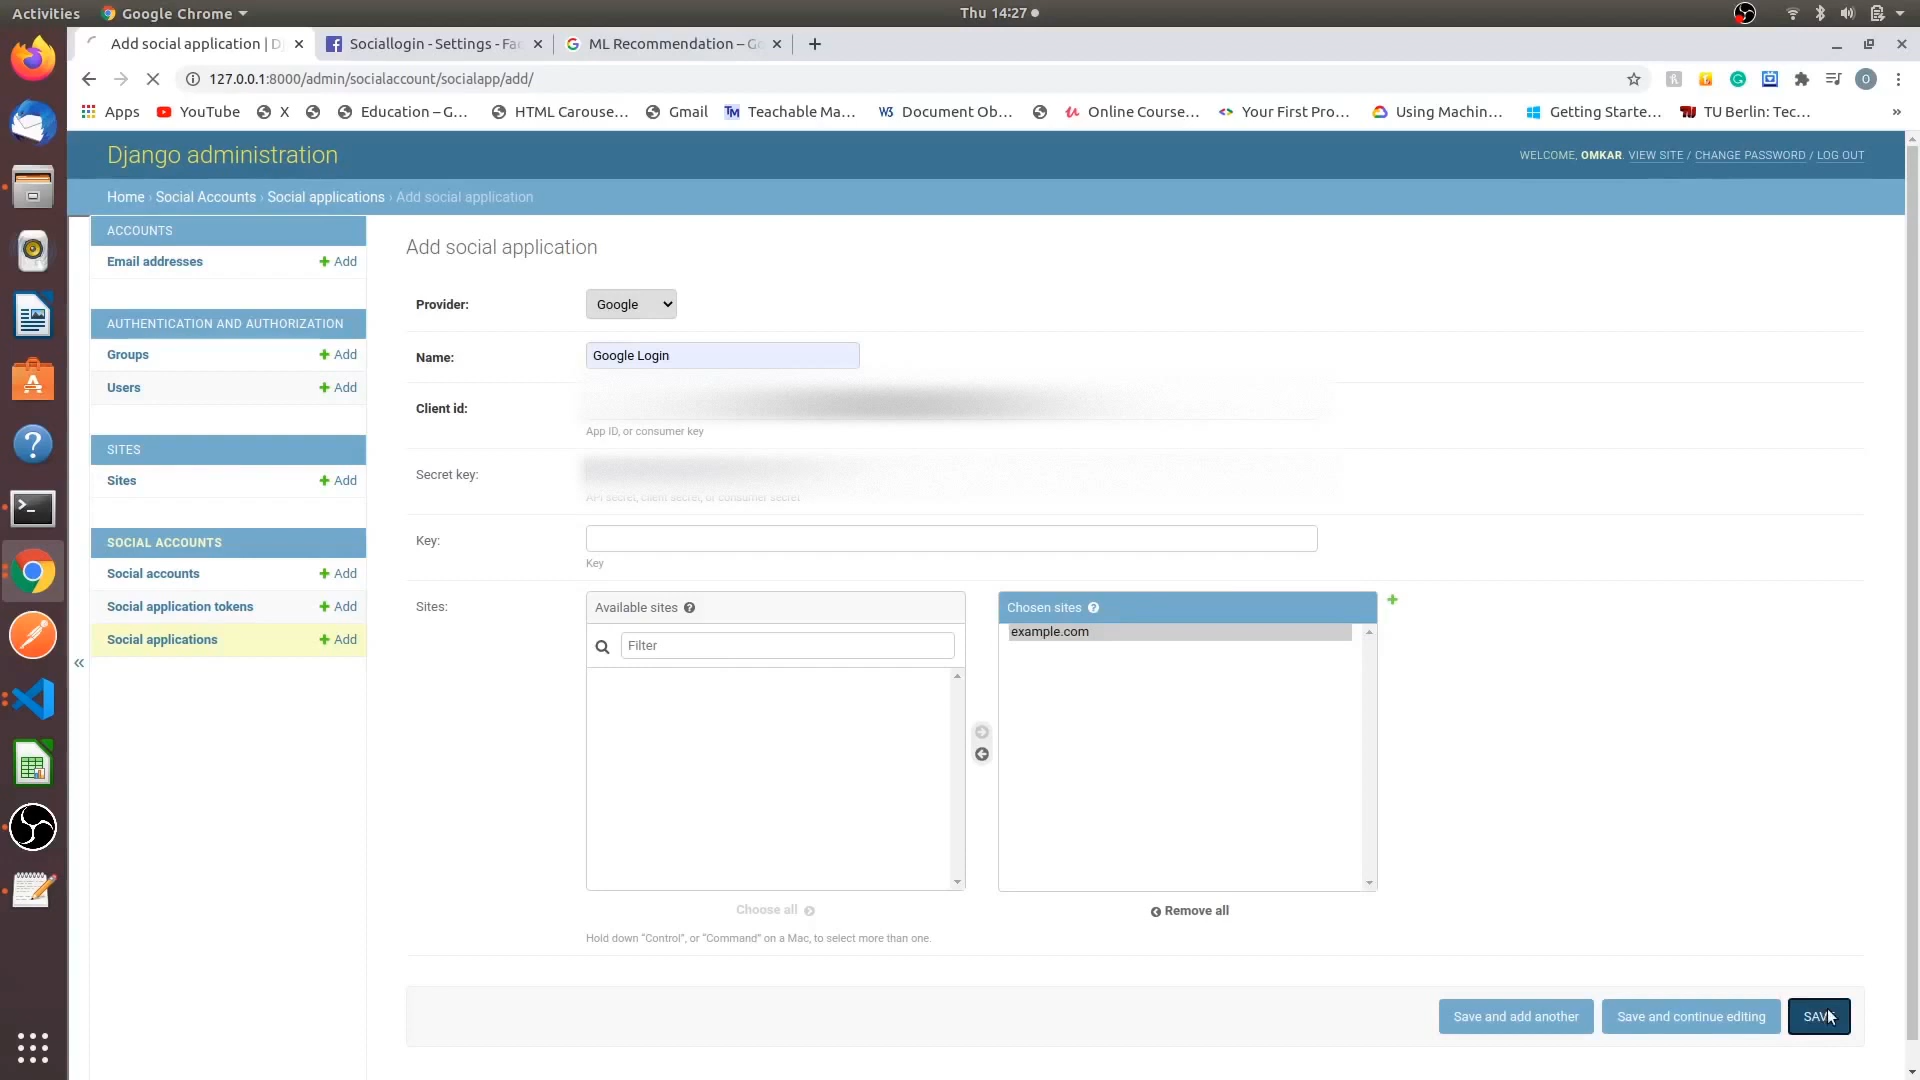 Activities Google Chrome Thu 14:27
Add social application | D Sociallogin - Settings - Fac ML Recommendation – Go
127.0.0.1:8000/admin/socialaccount/socialapp/add/
Apps YouTube X Education – G... HTML Carouse... Gmail Teachable Ma... Document Ob... Online Course... Your First Pro... Using Machin... Getting Starte... TU Berlin: Tec... »
Django administration
WELCOME, OMKAR. VIEW SITE / CHANGE PASSWORD / LOG OUT
Home › Social Accounts › Social applications › Add social application
ACCOUNTS
Email addresses + Add
AUTHENTICATION AND AUTHORIZATION
Groups + Add
Users + Add
SITES
Sites + Add
SOCIAL ACCOUNTS
Social accounts + Add
Social application tokens + Add
Social applications + Add
«
Add social application
Provider: Google
Name: Google Login
Client id:
App ID, or consumer key
Secret key:
API secret, client secret, or consumer secret
Key:
Key
Sites:
Available sites
Filter
Choose all
Chosen sites
example.com
Remove all
Hold down “Control”, or “Command” on a Mac, to select more than one.
Save and add another Save and continue editing SAVE